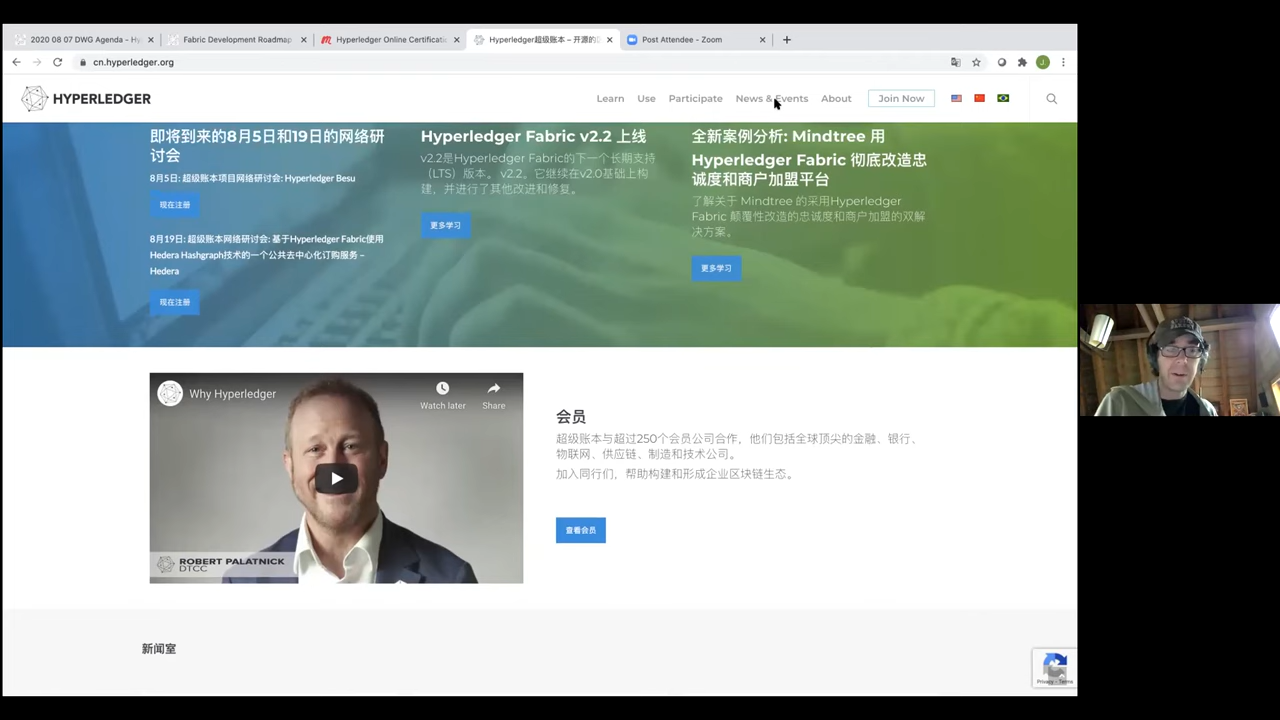 2020 08 07 DWG Agenda - Hy
Fabric Development Roadmap
Hyperledger Online Certificatio
Hyperledger超级账本 – 开源的
Post Attendee - Zoom
cn.hyperledger.org
J
HYPERLEDGER
Learn
Use
Participate
News & Events
About
Join Now
即将到来的8月5日和19日的网络研
讨会
8月5日: 超级账本项目网络研讨会: Hyperledger Besu
现在注册
8月19日: 超级账本网络研讨会: 基于Hyperledger Fabric使用
Hedera Hashgraph技术的一个公共去中心化订购服务 –
Hedera
现在注册
Hyperledger Fabric v2.2 上线
v2.2是Hyperledger Fabric的下一个长期支持
（LTS）版本。 v2.2。它继续在v2.0基础上构
建，并进行了其他改进和修复。
更多学习
全新案例分析: Mindtree 用
Hyperledger Fabric 彻底改造忠
诚度和商户加盟平台
了解关于 Mindtree 的采用Hyperledger
Fabric 颠覆性改造的忠诚度和商户加盟的双解
决方案。
更多学习
Why Hyperledger
Watch later
Share
ROBERT PALATNICK
DTCC
会员
超级账本与超过250个会员公司合作，他们包括全球顶尖的金融、银行、
物联网、供应链、制造和技术公司。
加入同行们，帮助构建和形成企业区块链生态。
查看会员
新闻室
Privacy - Terms